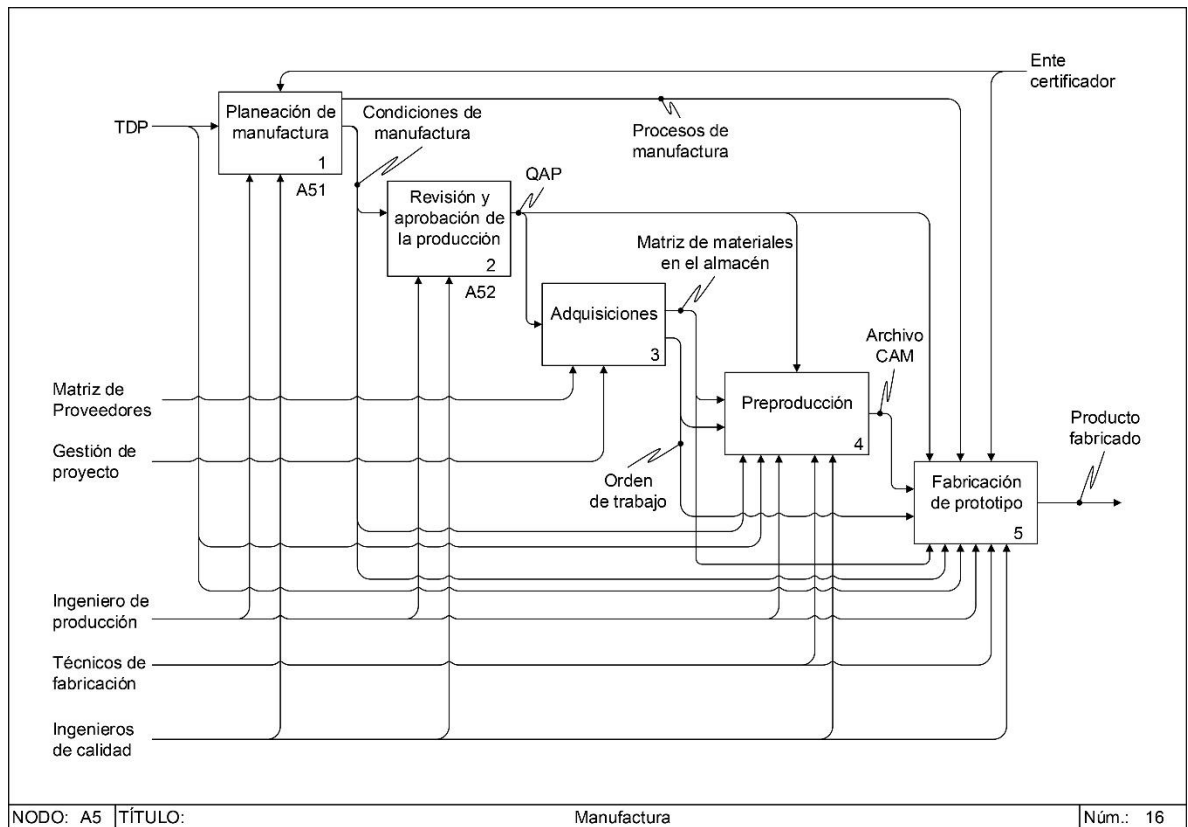 Ente
certificador
TDP
Planeación de
manufactura
1
A51
Condiciones de
manufactura
Procesos de
manufactura
Revisión y
aprobación de
la producción
2
A52
QAP
Matriz de materiales
en el almacén
Adquisiciones
3
Archivo
CAM
Matriz de
Proveedores
Preproducción
4
Gestión de
proyecto
Orden
de trabajo
Producto
fabricado
Fabricación
de prototipo
5
Ingeniero de
producción
Técnicos de
fabricación
Ingenieros
de calidad
NODO: A5 TÍTULO: Manufactura Núm.: 16